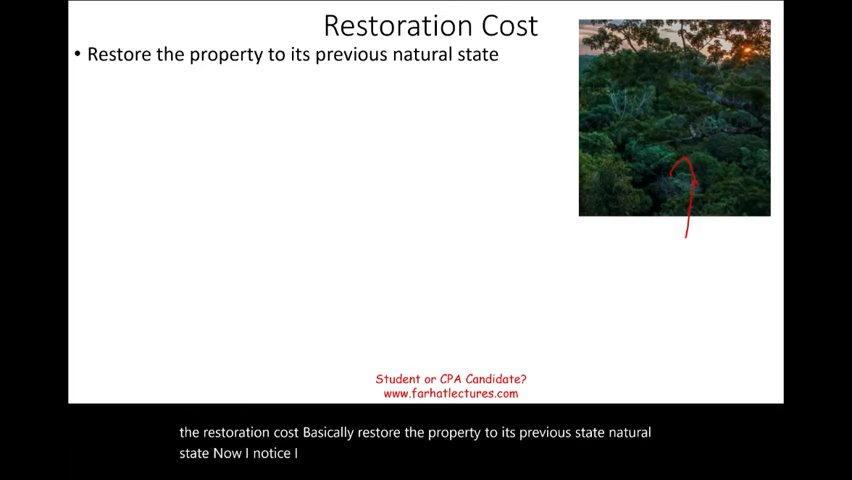 Restoration Cost
• Restore the property to its previous natural state
Student or CPA Candidate?
www.farhatlectures.com
the restoration cost Basically restore the property to its previous state natural
state Now I notice I